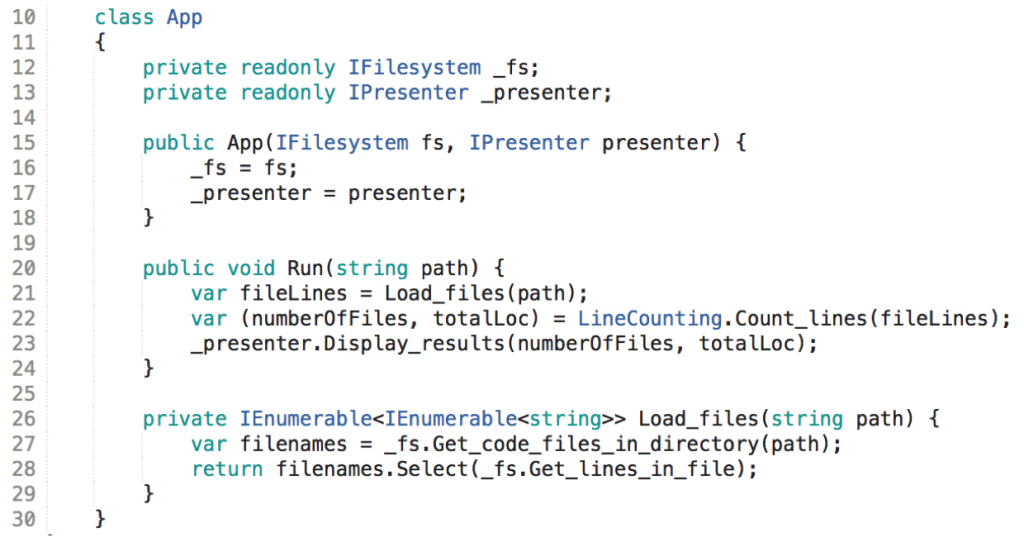 10 class App
11 {
12 private readonly IFilesystem _fs;
13 private readonly IPresenter _presenter;
14
15 public App(IFilesystem fs, IPresenter presenter) {
16 _fs = fs;
17 _presenter = presenter;
18 }
19
20 public void Run(string path) {
21 var fileLines = Load_files(path);
22 var (numberOfFiles, totalLoc) = LineCounting.Count_lines(fileLines);
23 _presenter.Display_results(numberOfFiles, totalLoc);
24 }
25
26 private IEnumerable<IEnumerable<string>> Load_files(string path) {
27 var filenames = _fs.Get_code_files_in_directory(path);
28 return filenames.Select(_fs.Get_lines_in_file);
29 }
30 }